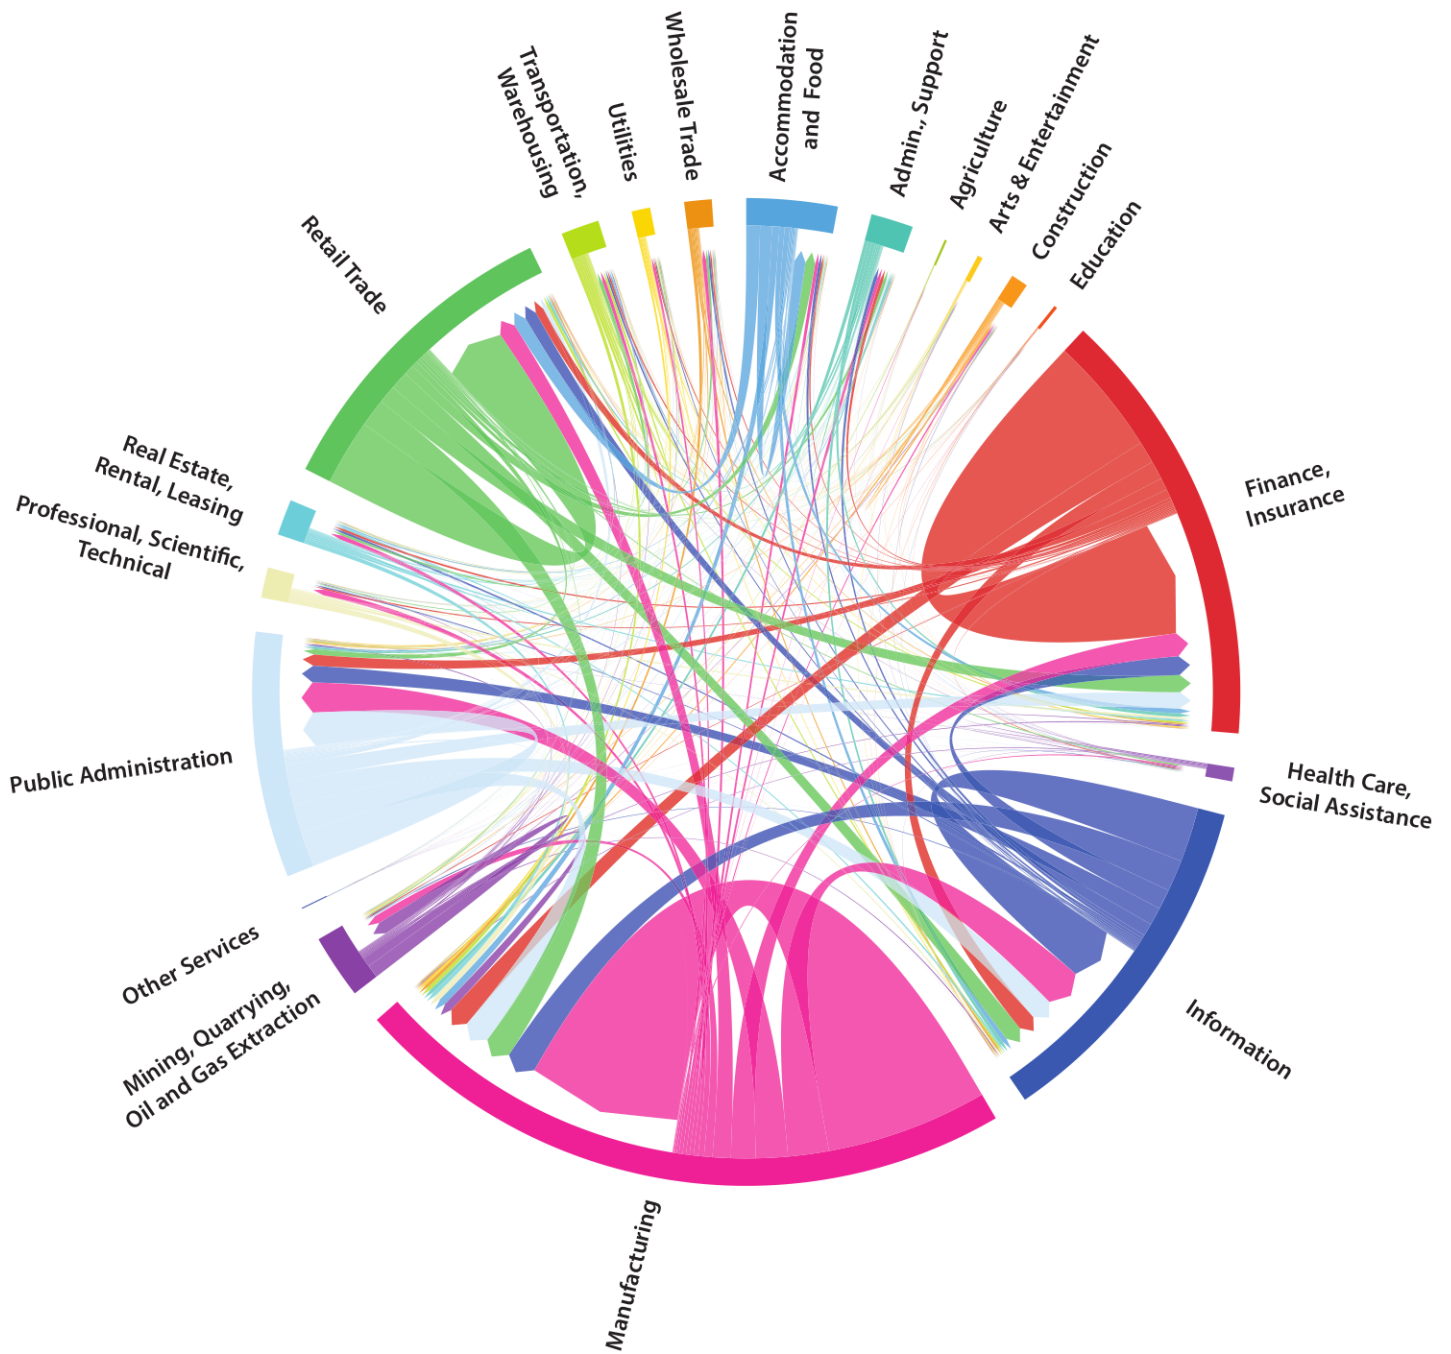 Wholesale Trade
Accommodation
and Food
Admin., Support
Agriculture
Arts & Entertainment
Construction
Education
Finance,
Insurance
Health Care,
Social Assistance
Information
Manufacturing
Mining, Quarrying,
Oil and Gas Extraction
Other Services
Public Administration
Professional, Scientific,
Technical
Real Estate,
Rental, Leasing
Retail Trade
Transportation,
Warehousing
Utilities